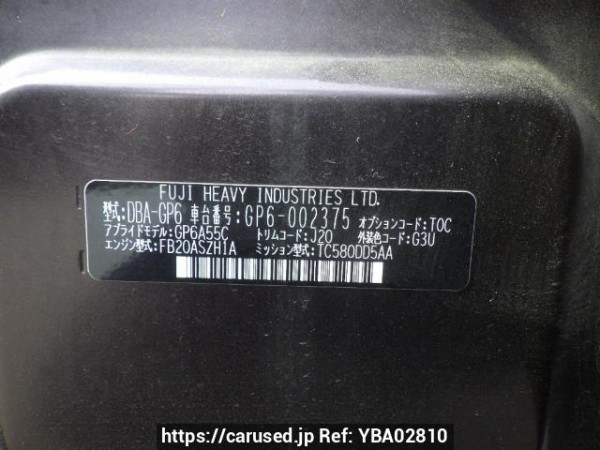 FUJI HEAVY INDUSTRIES LTD.
型式:DBA-GP6 車台番号:GP6-002375 オプションコード:TOC
アプライドモデル:GP6A55C トリムコード:J20 外装色コード:G3U
エンジン型式:FB20ASZH1A ミッション型式:TC580DD5AA
https://carused.jp Ref: YBA02810